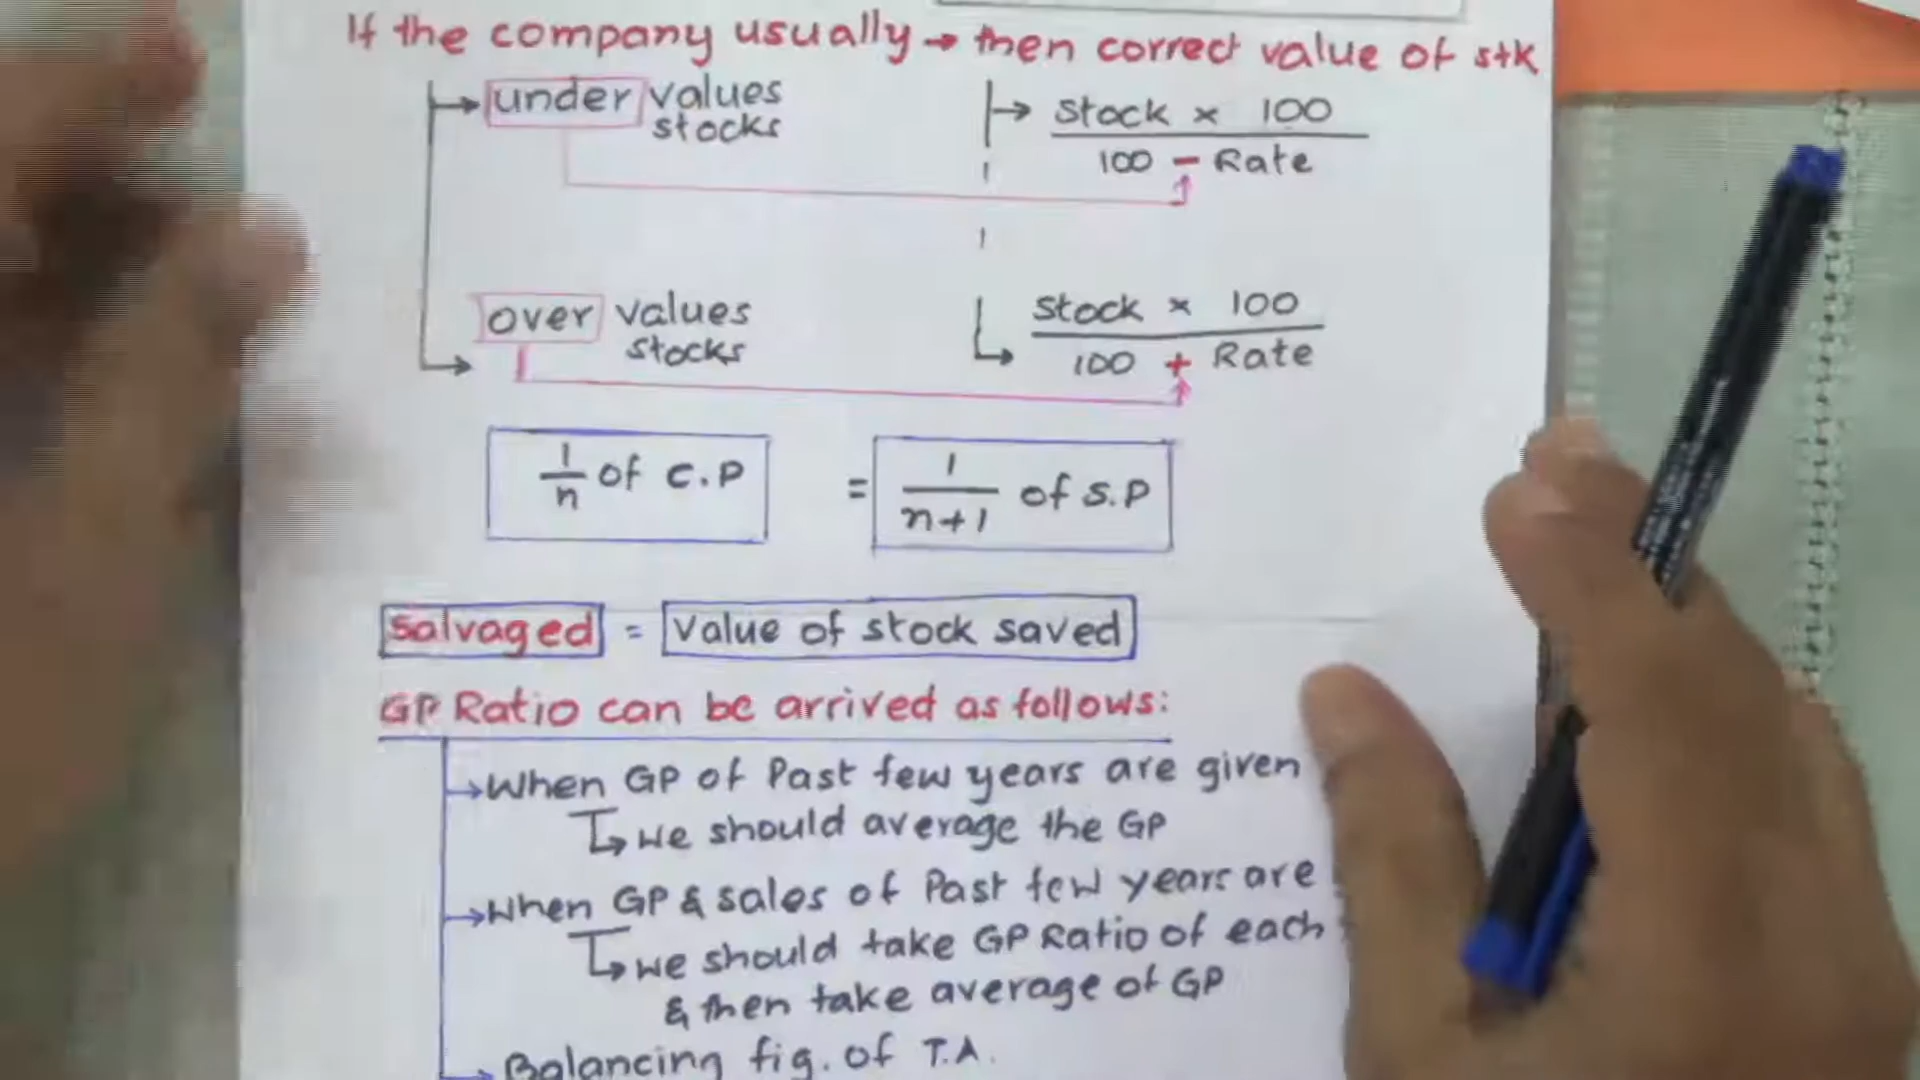 If the company usually → then correct value of stk
→ under values stocks
→ Stock × 100
100 - Rate
→ over values stocks
→ Stock × 100
100 + Rate
1/n of C.P = 1/n+1 of S.P
Salvaged = Value of stock saved
GP Ratio can be arrived as follows:
→ When GP of Past few years are given
↳ we should average the GP
→ When GP & sales of Past few years are
↳ we should take GP Ratio of each
& then take average of GP
→ Balancing fig. of T.A.